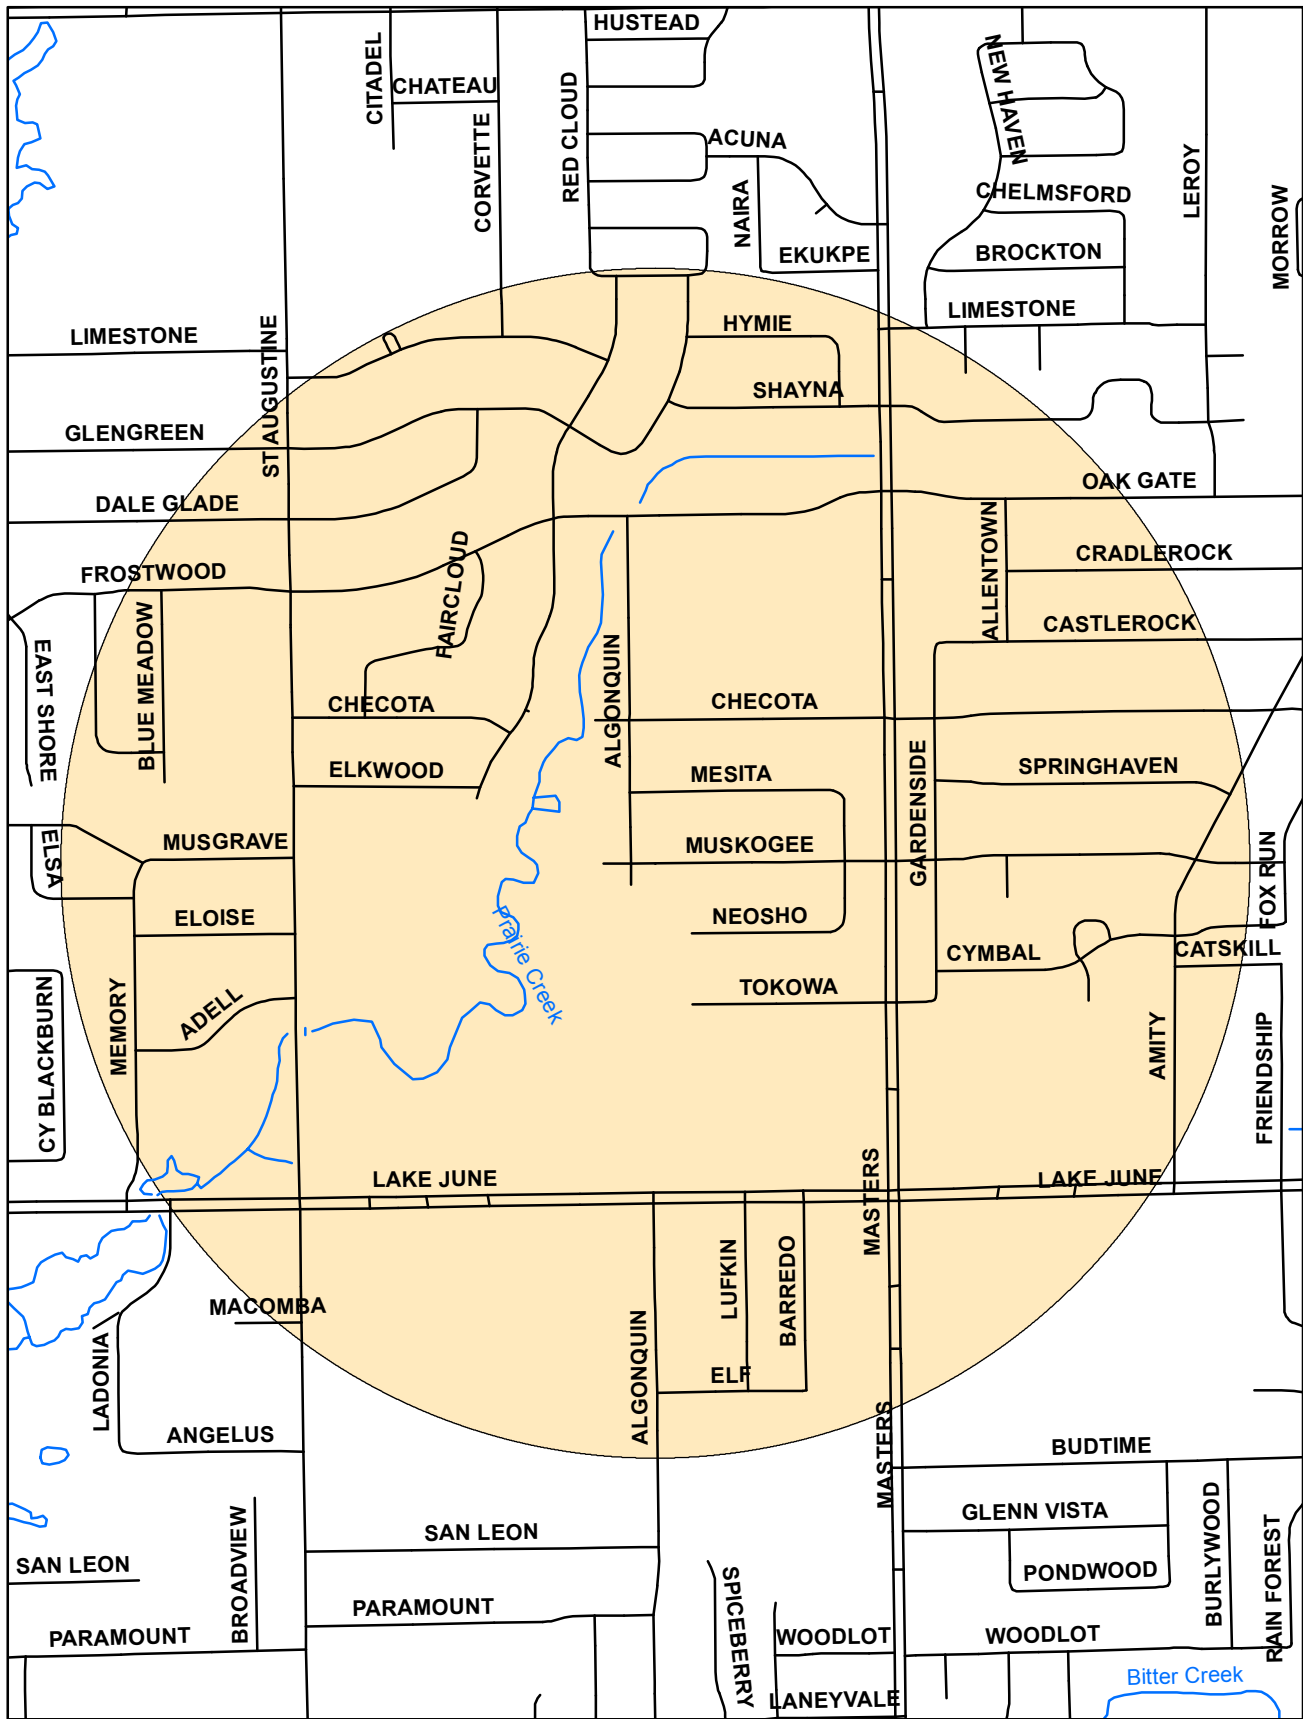 HUSTEAD
CITADEL
CHATEAU
RED CLOUD
CORVETTE
ACUNA
NAIRA
EKUKPE
NEW HAVEN
CHELMSFORD
BROCKTON
LEROY
MORROW
LIMESTONE
LIMESTONE
ST AUGUSTINE
HYMIE
SHAYNA
GLENGREEN
DALE GLADE
OAK GATE
FROSTWOOD
FAIRCLOUD
ALLENTOWN
CRADLEROCK
CASTLEROCK
EAST SHORE
BLUE MEADOW
CHECOTA
ALGONQUIN
CHECOTA
ELKWOOD
MESITA
GARDENSIDE
SPRINGHAVEN
ELSA
MUSGRAVE
MUSKOGEE
FOX RUN
ELOISE
Prairie Creek
NEOSHO
CYMBAL
CATSKILL
CY BLACKBURN
MEMORY
ADELL
TOKOWA
AMITY
FRIENDSHIP
LAKE JUNE
MASTERS
LAKE JUNE
MACOMBA
LADONIA
ALGONQUIN
LUFKIN
BARREDO
ELF
ANGELUS
MASTERS
BUDTIME
GLENN VISTA
BURLYWOOD
RAIN FOREST
SAN LEON
BROADVIEW
SAN LEON
SPICEBERRY
PONDWOOD
PARAMOUNT
PARAMOUNT
WOODLOT
WOODLOT
LANEYVALE
Bitter Creek